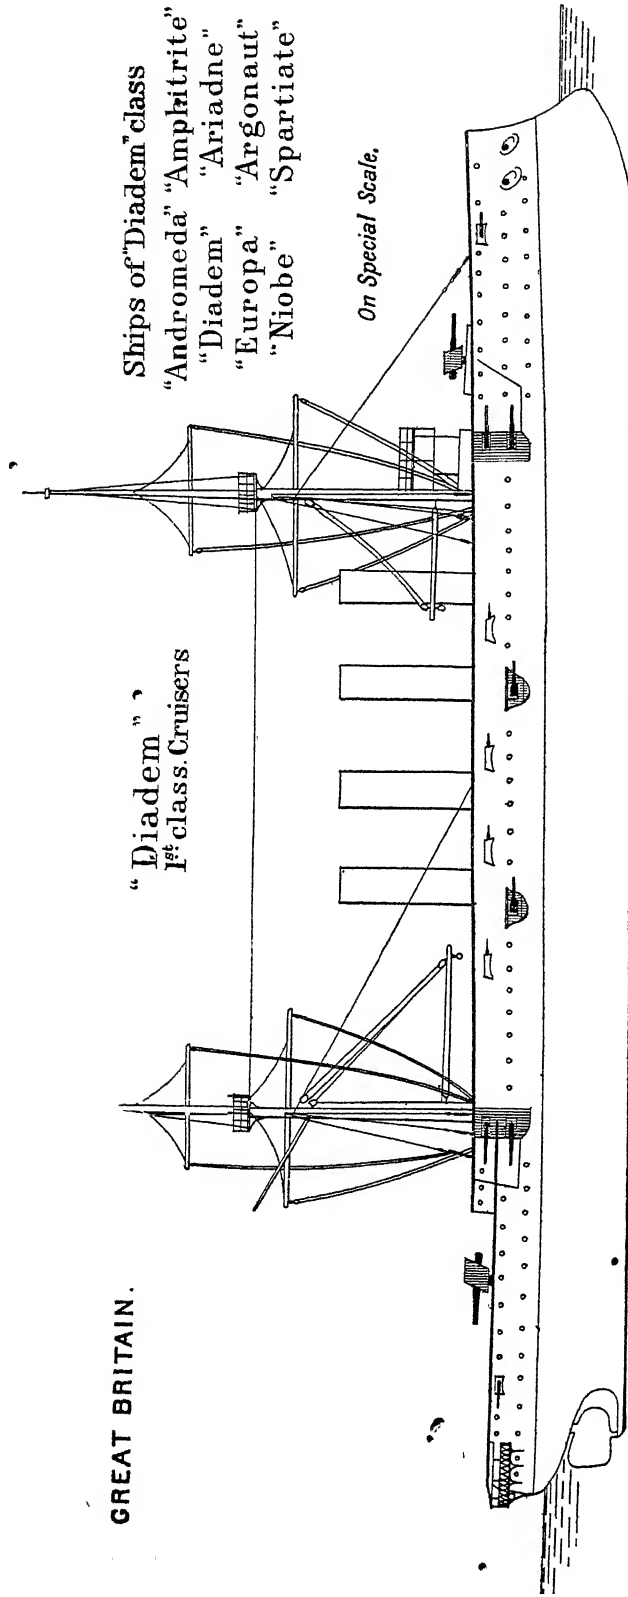 GREAT BRITAIN.
“Diadem”
1st class. Cruisers
Ships of “Diadem” class
“Andromeda” “Amphitrite”
“Diadem” “Ariadne”
“Europa” “Argonaut”
“Niobe” “Spartiate”
On Special Scale.